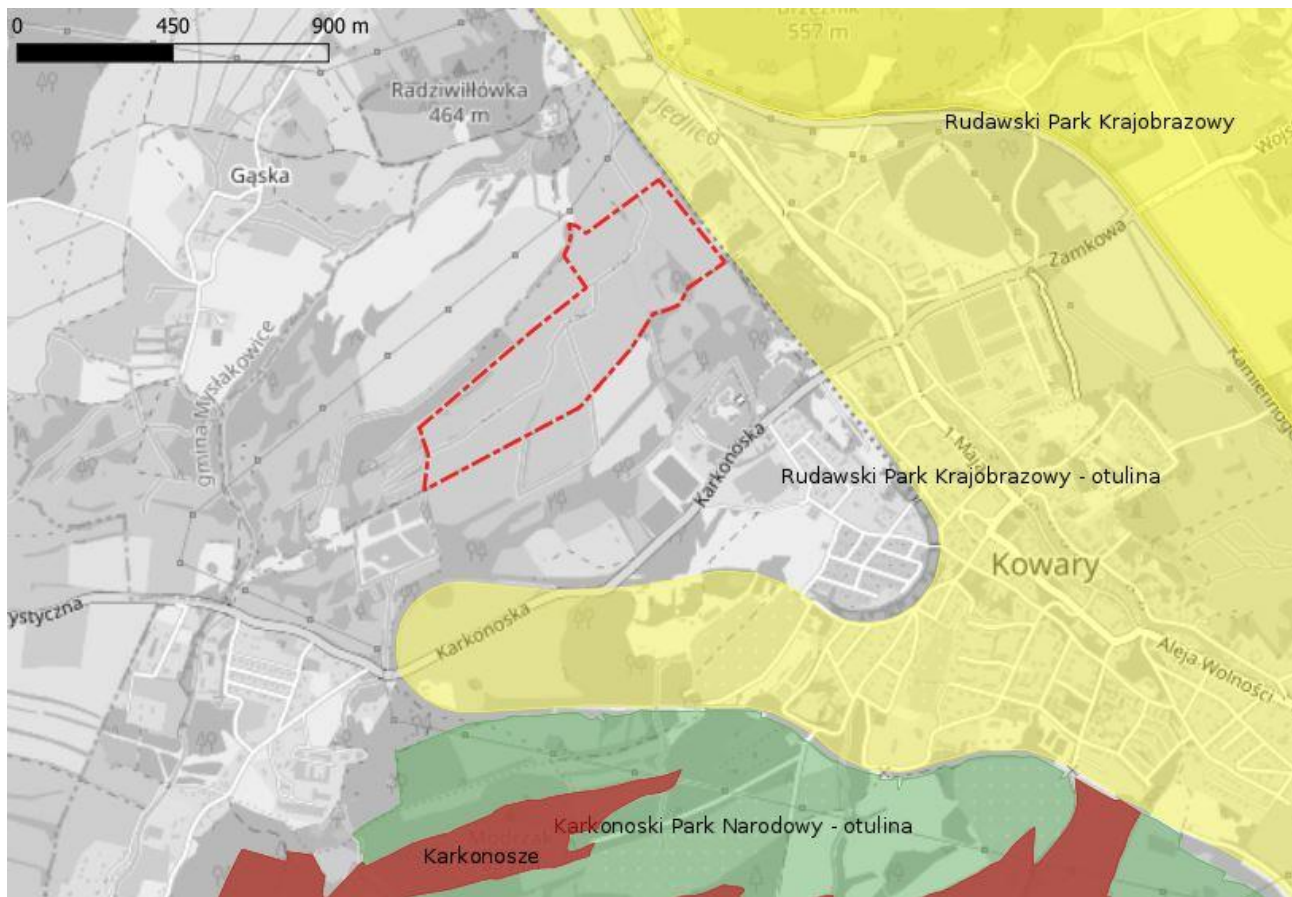 0 450 900 m
557 m
Radziwiłłówka
464 m
Jedlica
Rudawski Park Krajobrazowy
Gąska
Zamkowa
gmina Mysłakowice
Karkonoska
1 Maja
Rudawski Park Krajobrazowy - otulina
Kowary
ystyczna
Karkonoska
Aleja Wolności
Karkonoski Park Narodowy - otulina
Karkonosze